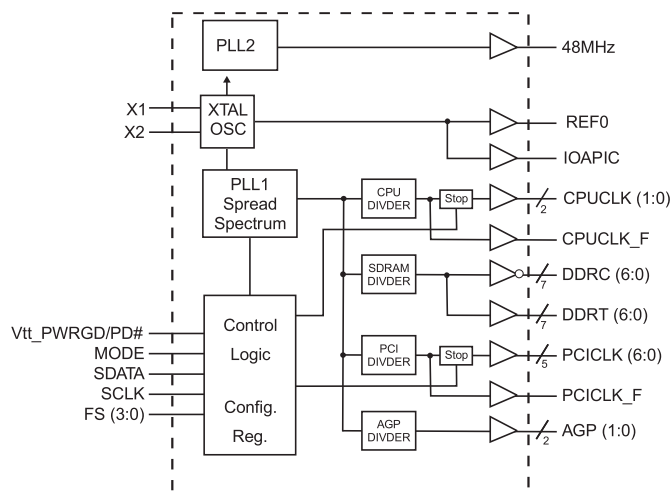 PLL2
48MHz
X1
XTAL
OSC
X2
REF0
IOAPIC
PLL1
Spread
Spectrum
CPU
DIVDER
Stop
CPUCLK (1:0)
2
CPUCLK_F
SDRAM
DIVDER
DDRC (6:0)
7
DDRT (6:0)
7
Control
Logic
Config.
Reg.
Vtt_PWRGD/PD#
MODE
SDATA
SCLK
FS (3:0)
PCI
DIVDER
Stop
PCICLK (6:0)
5
PCICLK_F
AGP
DIVDER
AGP (1:0)
2